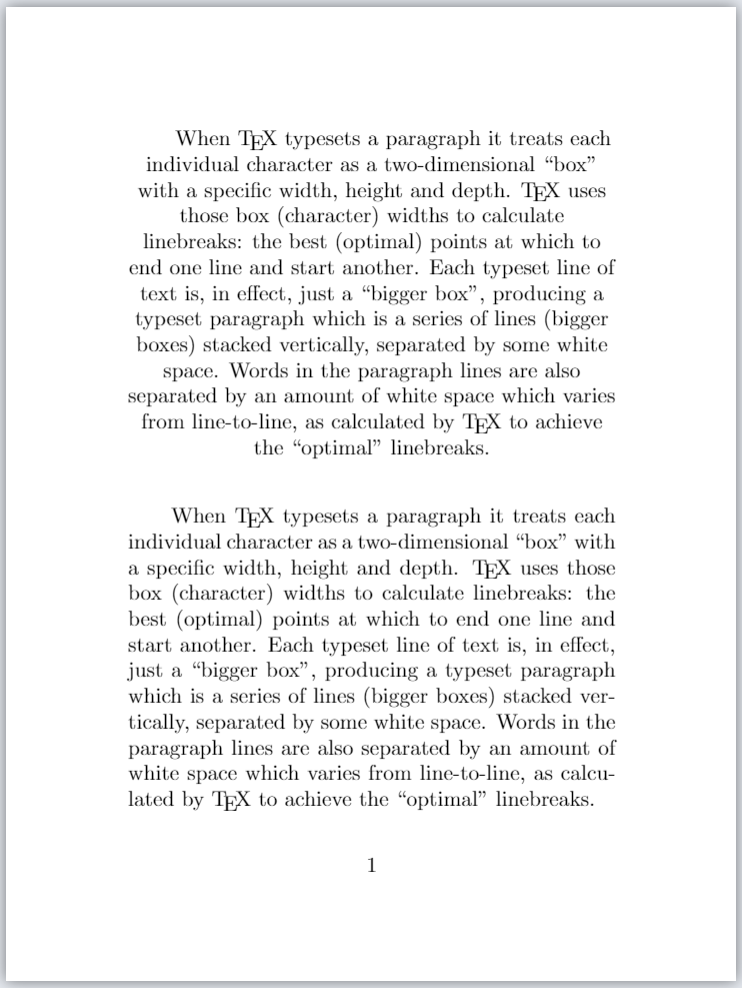 When TEX typesets a paragraph it treats each
individual character as a two-dimensional “box”
with a specific width, height and depth. TEX uses
those box (character) widths to calculate
linebreaks: the best (optimal) points at which to
end one line and start another. Each typeset line of
text is, in effect, just a “bigger box”, producing a
typeset paragraph which is a series of lines (bigger
boxes) stacked vertically, separated by some white
space. Words in the paragraph lines are also
separated by an amount of white space which varies
from line-to-line, as calculated by TEX to achieve
the “optimal” linebreaks.
When TEX typesets a paragraph it treats each
individual character as a two-dimensional “box” with
a specific width, height and depth. TEX uses those
box (character) widths to calculate linebreaks: the
best (optimal) points at which to end one line and
start another. Each typeset line of text is, in effect,
just a “bigger box”, producing a typeset paragraph
which is a series of lines (bigger boxes) stacked ver-
tically, separated by some white space. Words in the
paragraph lines are also separated by an amount of
white space which varies from line-to-line, as calcu-
lated by TEX to achieve the “optimal” linebreaks.
1